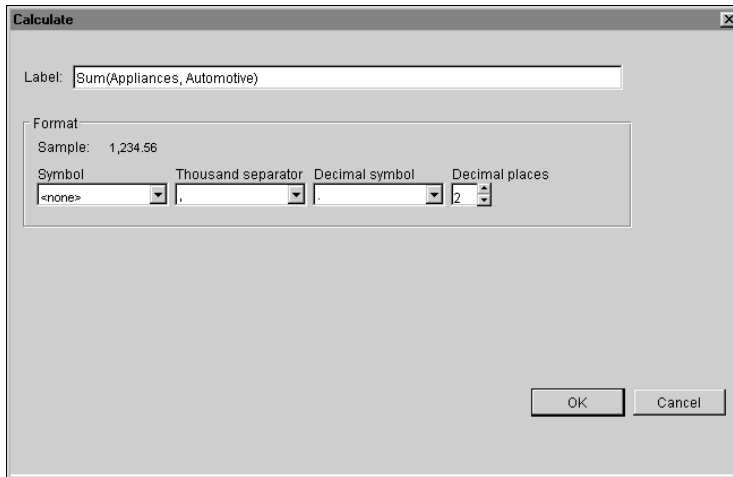 Calculate
Label: Sum(Appliances, Automotive)
Format
Sample: 1,234.56
Symbol Thousand separator Decimal symbol Decimal places
<none> , . 2
OK Cancel